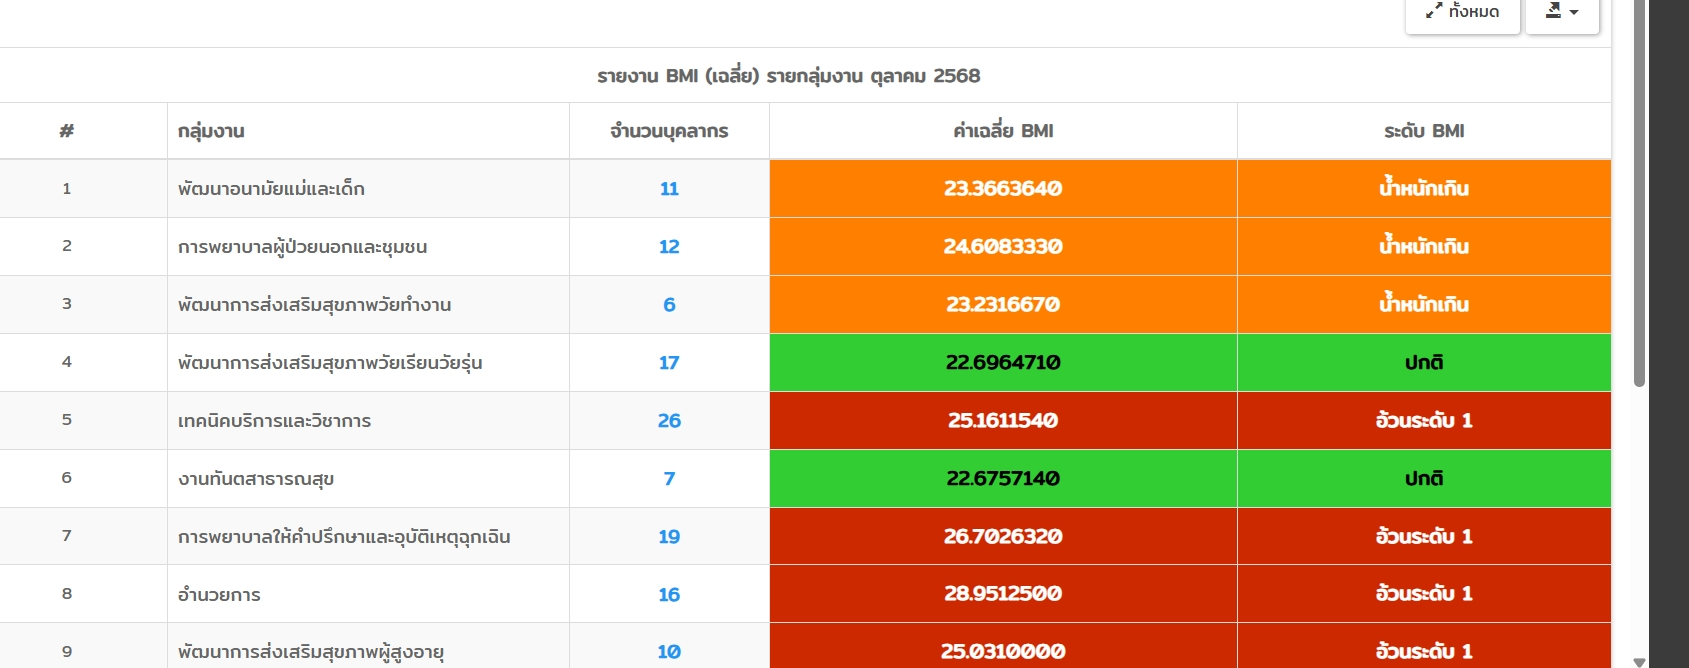 ทั้งหมด
รายงาน BMI (เฉลี่ย) รายกลุ่มงาน ตุลาคม 2568
# กลุ่มงาน จำนวนบุคลากร ค่าเฉลี่ย BMI ระดับ BMI
1 พัฒนาอนามัยแม่และเด็ก 11 23.3663640 น้ำหนักเกิน
2 การพยาบาลผู้ป่วยนอกและชุมชน 12 24.6083330 น้ำหนักเกิน
3 พัฒนาการส่งเสริมสุขภาพวัยทำงาน 6 23.2316670 น้ำหนักเกิน
4 พัฒนาการส่งเสริมสุขภาพวัยเรียนวัยรุ่น 17 22.6964710 ปกติ
5 เทคนิคบริการและวิชาการ 26 25.1611540 อ้วนระดับ 1
6 งานทันตสาธารณสุข 7 22.6757140 ปกติ
7 การพยาบาลให้คำปรึกษาและอุบัติเหตุฉุกเฉิน 19 26.7026320 อ้วนระดับ 1
8 อำนวยการ 16 28.9512500 อ้วนระดับ 1
9 พัฒนาการส่งเสริมสุขภาพผู้สูงอายุ 10 25.0310000 อ้วนระดับ 1